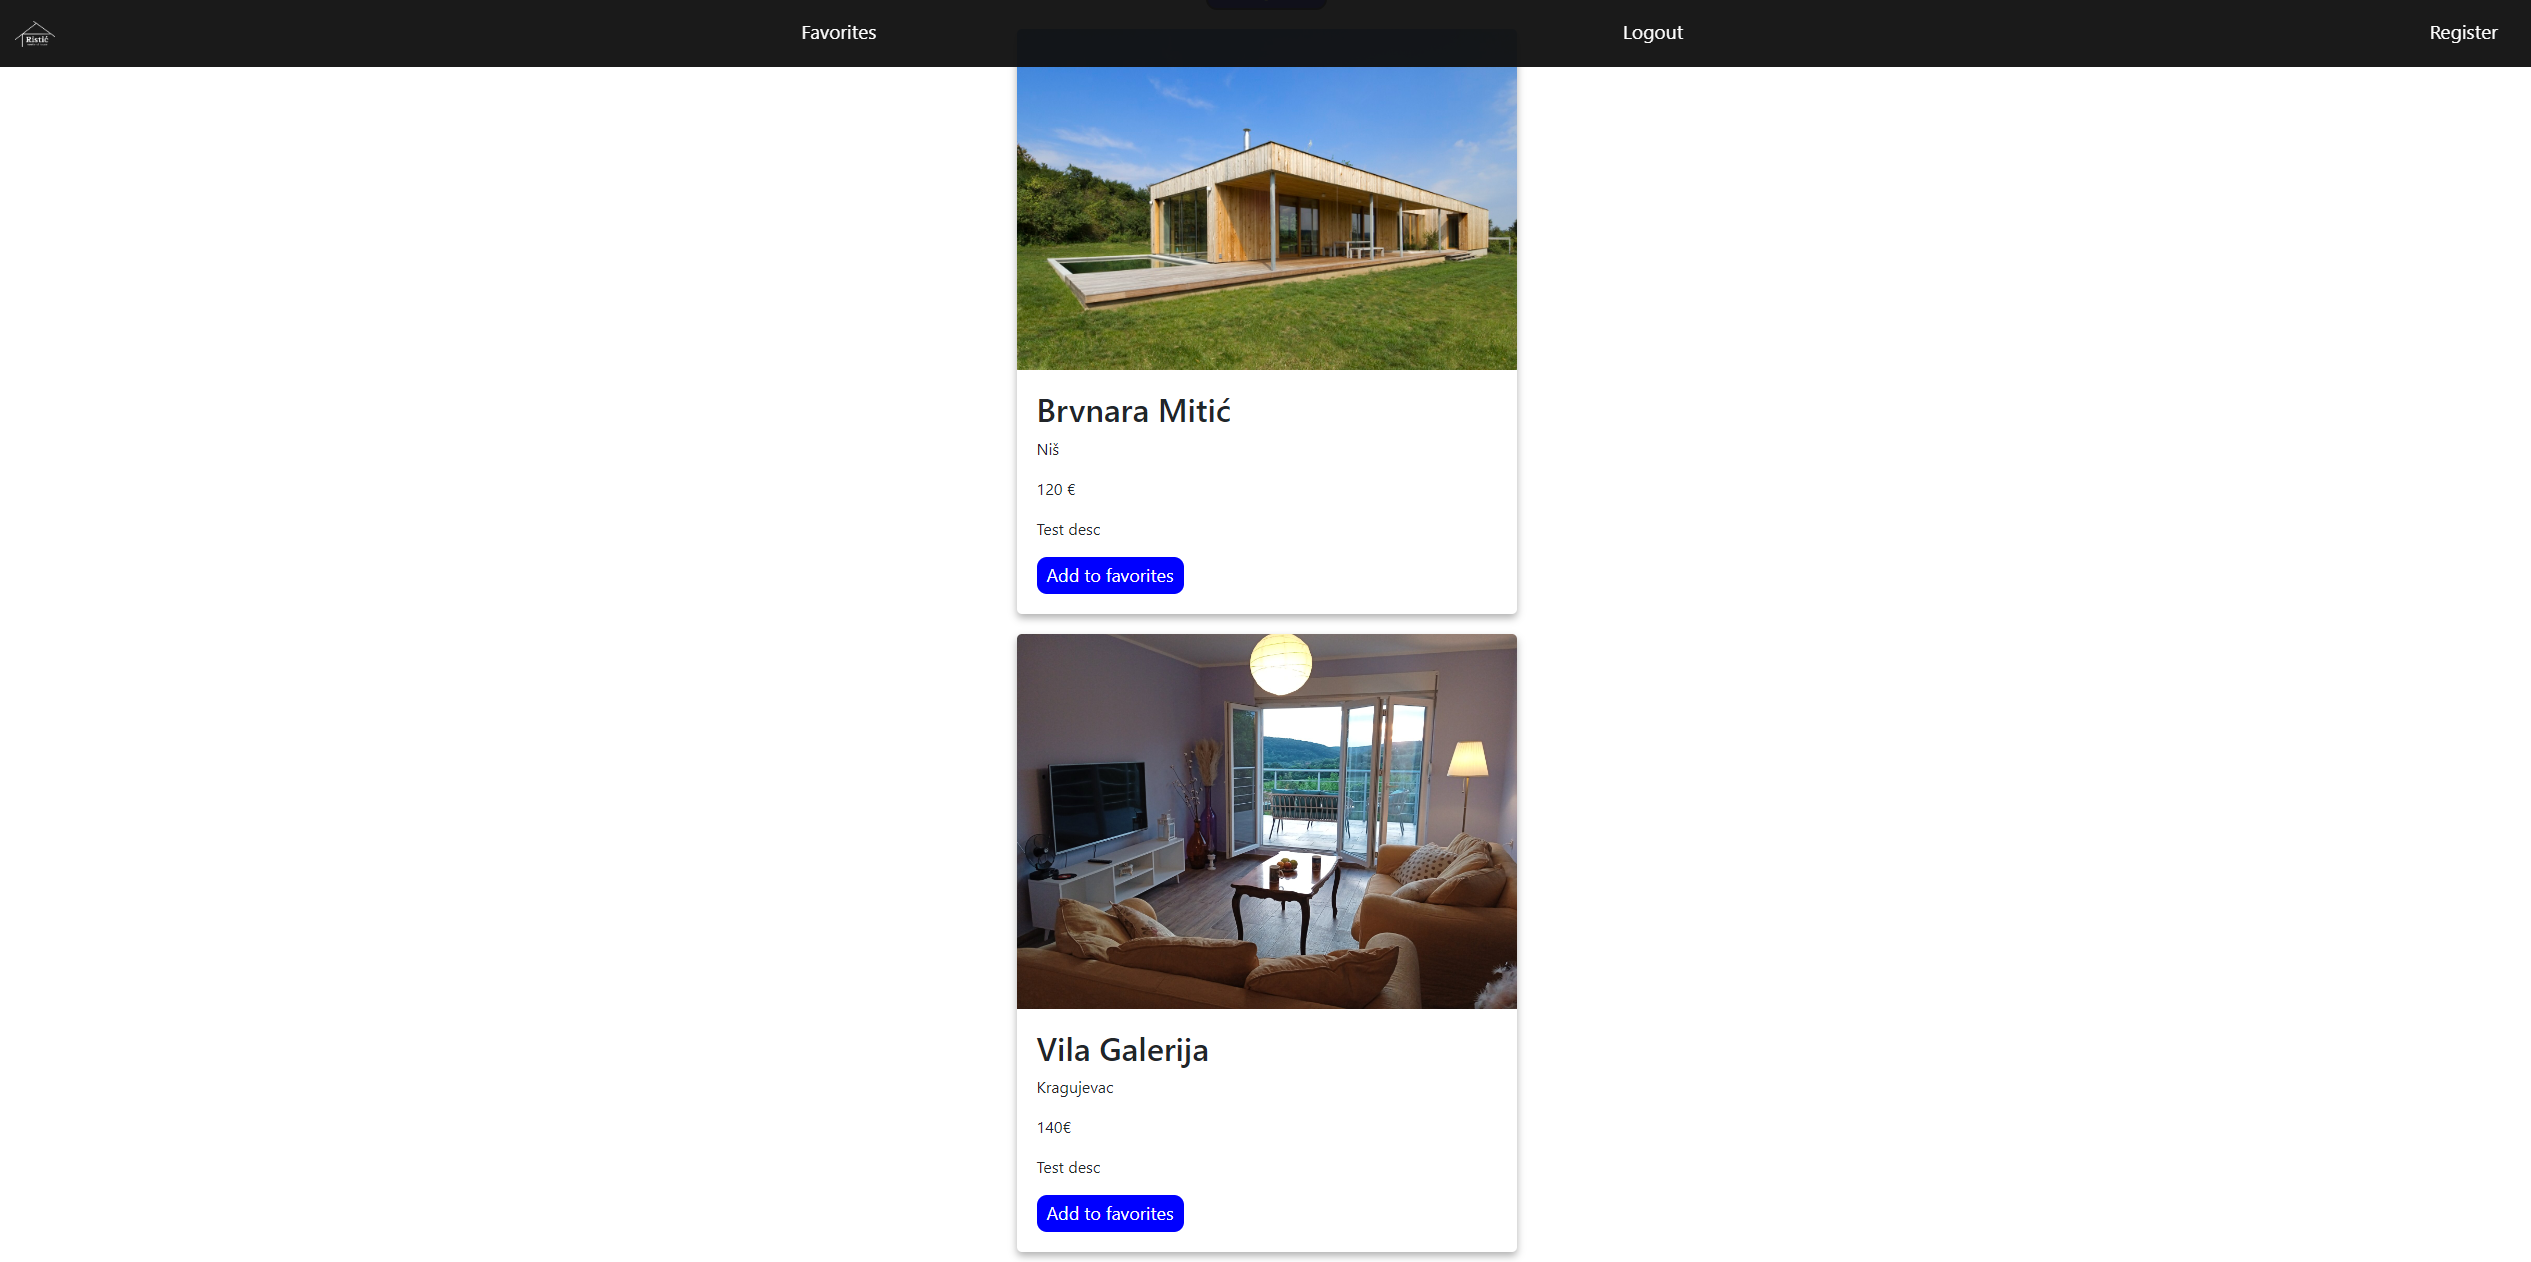 Ristić
Favorites
Logout
Register
Brvnara Mitić
Niš
120 €
Test desc
Add to favorites
Vila Galerija
Kragujevac
140€
Test desc
Add to favorites